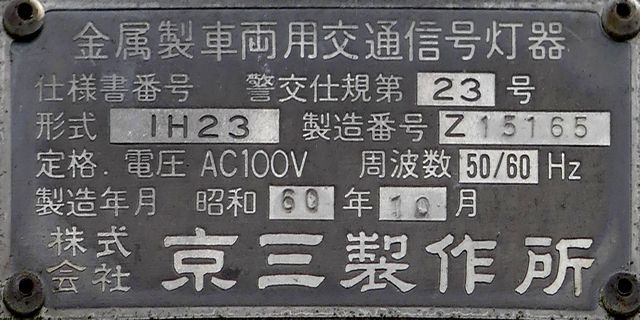 金属製車両用交通信号灯器
仕様書番号 警交仕規第 23 号
形式 1H23 製造番号 Z15165
定格. 電圧 AC100V 周波数 50/60 Hz
製造年月 昭和 60 年 10 月
株式会社 京三製作所